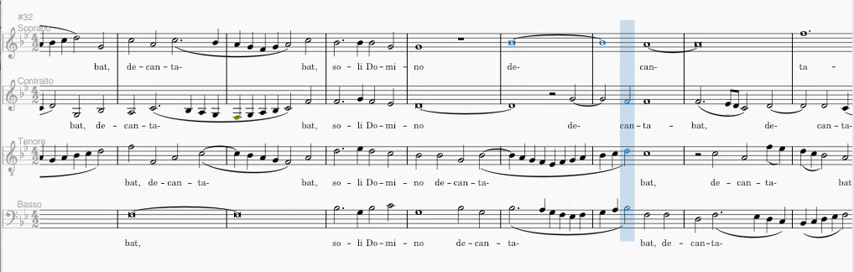 #32
Soprano
bat, de-can-ta- bat, so-li Do-mi-no de- can- ta-
Contralto
bat, de-can-ta- bat, so-li Do-mi-no de- can-ta-bat, de-can-ta-
Tenore
bat, de-can-ta- bat, so-li Do-mi-no de-can-ta- bat, de-can-ta-
Basso
bat, so-li Do-mi-no de-can-ta- bat, de-can-ta-